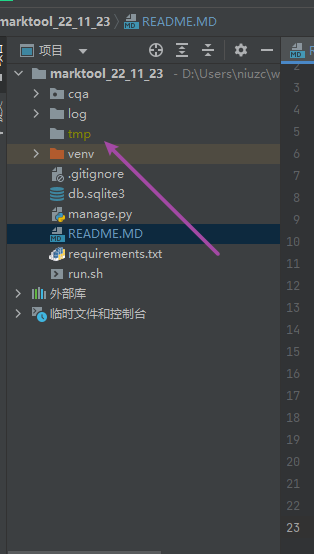 marktool_22_11_23 〉 README.MD
项目
marktool_22_11_23 - D:\Users\niuzc\w
cqa
log
tmp
venv
.gitignore
db.sqlite3
manage.py
README.MD
requirements.txt
run.sh
外部库
临时文件和控制台
R
2
3
4
5
6
7
8
9
10
11
12
13
14
15
16
17
18
19
20
21
22
23